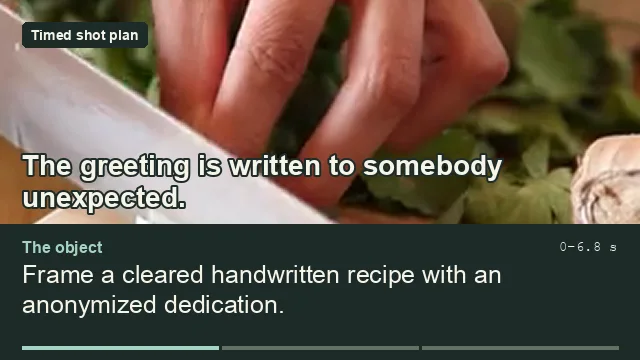 Timed shot plan
The greeting is written to somebody
unexpected.
The object
0–6.8 s
Frame a cleared handwritten recipe with an
anonymized dedication.